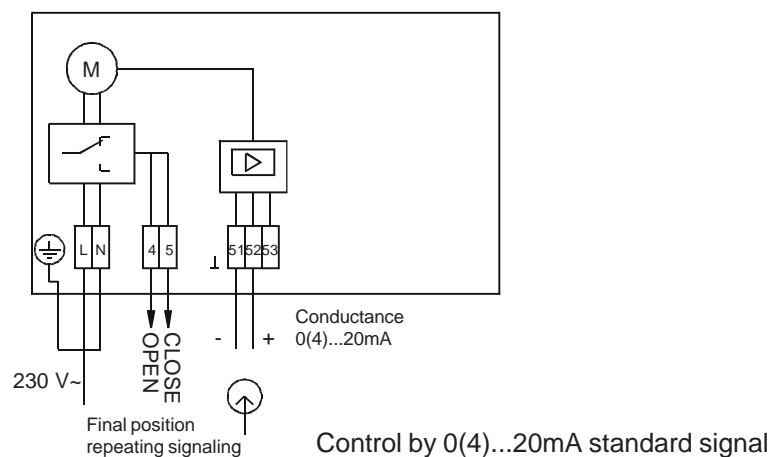 M
L N 4 5 51 52 53
Conductance
- + 0(4)...20mA
OPEN
CLOSE
230 V~
Final position
repeating signaling
Control by 0(4)...20mA standard signal